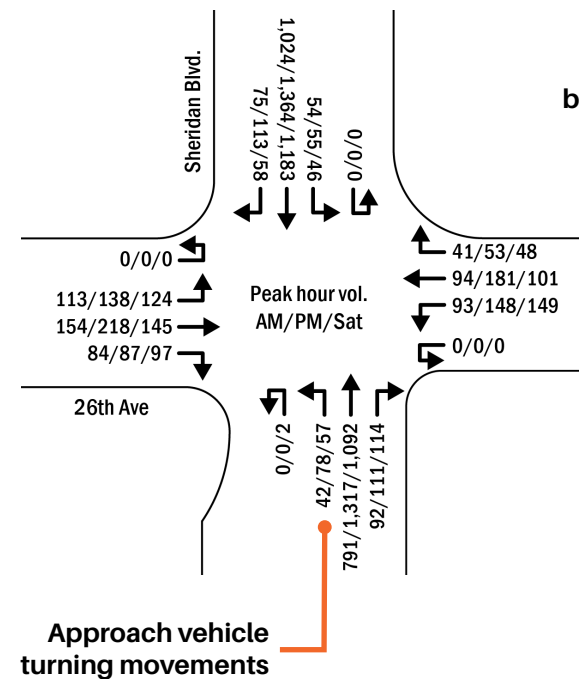 Sheridan Blvd.
75/113/58
1,024/1,364/1,183
54/55/46
0/0/0
b
0/0/0
113/138/124
154/218/145
84/87/97
Peak hour vol.
AM/PM/Sat
41/53/48
94/181/101
93/148/149
0/0/0
26th Ave
0/0/2
42/78/57
791/1,317/1,092
92/111/114
Approach vehicle
turning movements